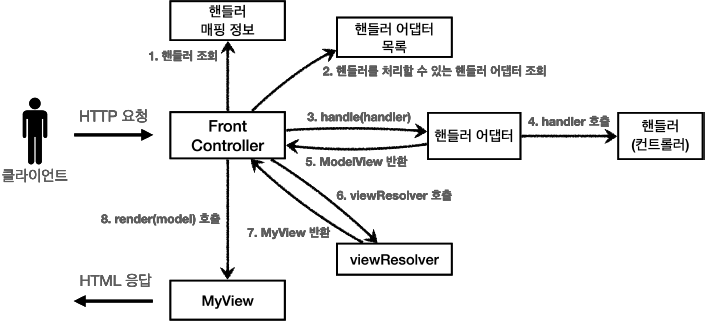 핸들러
매핑 정보
핸들러 어댑터
목록
1. 핸들러 조회
2. 핸들러를 처리할 수 있는 핸들러 어댑터 조회
HTTP 요청
Front
Controller
3. handle(handler)
핸들러 어댑터
4. handler 호출
핸들러
(컨트롤러)
클라이언트
5. ModelView 반환
6. viewResolver 호출
8. render(model) 호출
7. MyView 반환
viewResolver
HTML 응답
MyView